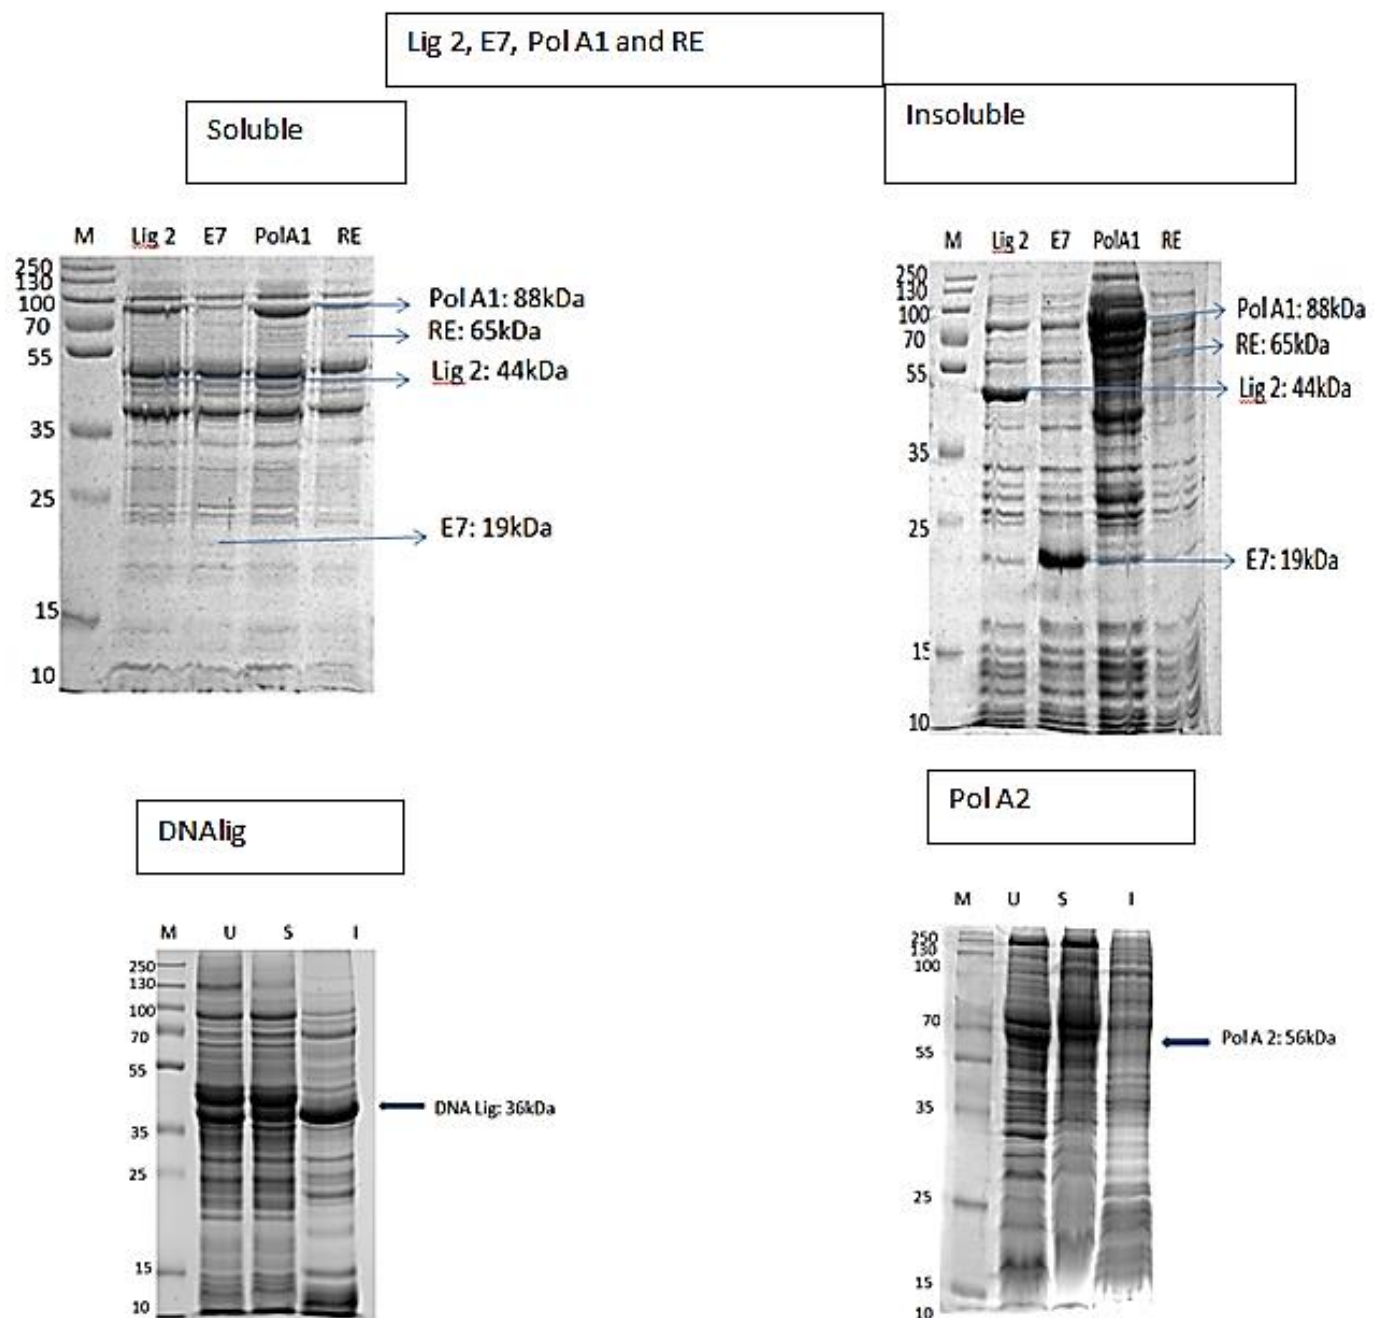 Lig 2, E7, Pol A1 and RE
Soluble
Insoluble
M Lig 2 E7 PolA1 RE
250
130
100
70
55
35
25
15
10
Pol A1: 88kDa
RE: 65kDa
Lig 2: 44kDa
E7: 19kDa
M Lig 2 E7 PolA1 RE
250
130
100
70
55
35
25
15
10
Pol A1: 88kDa
RE: 65kDa
Lig 2: 44kDa
E7: 19kDa
DNAlig
M U S I
250
130
100
70
55
35
25
15
10
DNA Lig: 36kDa
Pol A2
M U S I
250
130
100
70
55
35
25
15
10
Pol A 2: 56kDa